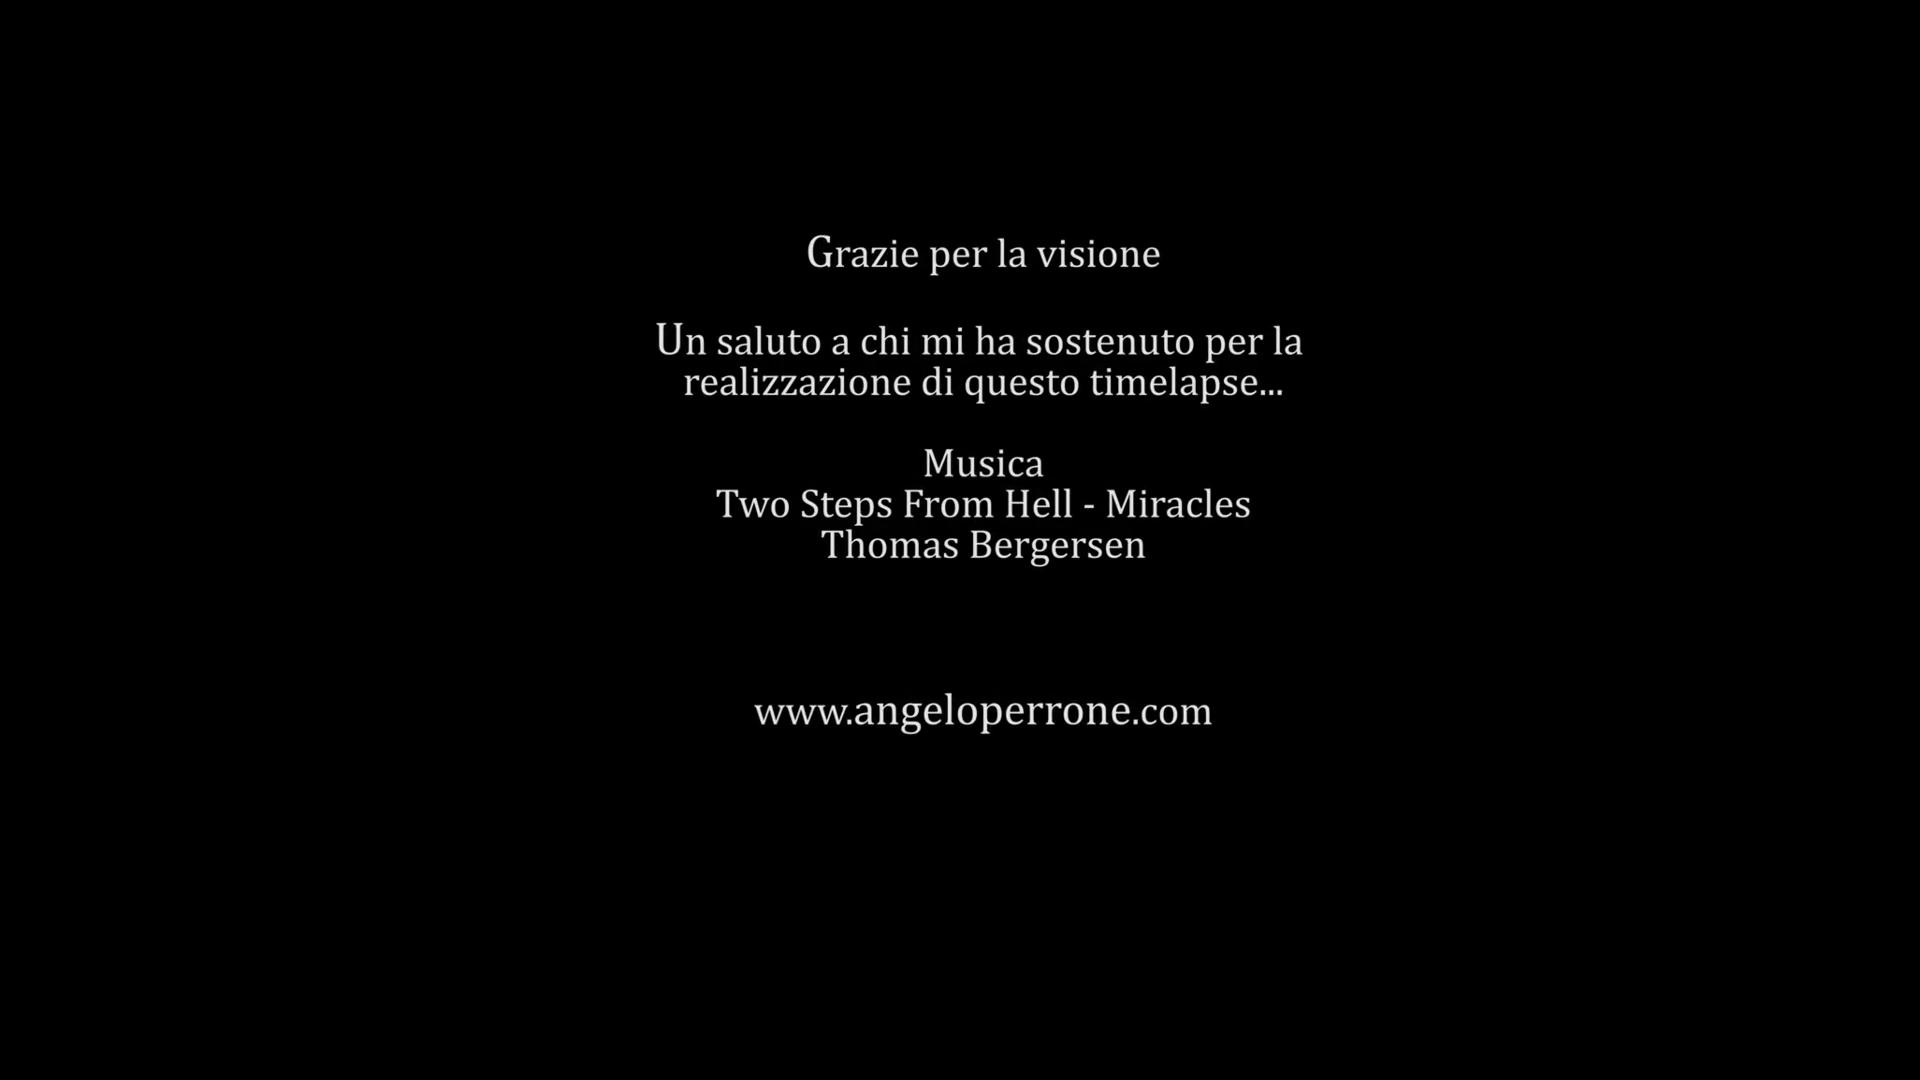 Grazie per la visione
Un saluto a chi mi ha sostenuto per la
realizzazione di questo timelapse...
Musica
Two Steps From Hell - Miracles
Thomas Bergersen
www.angeloperrone.com